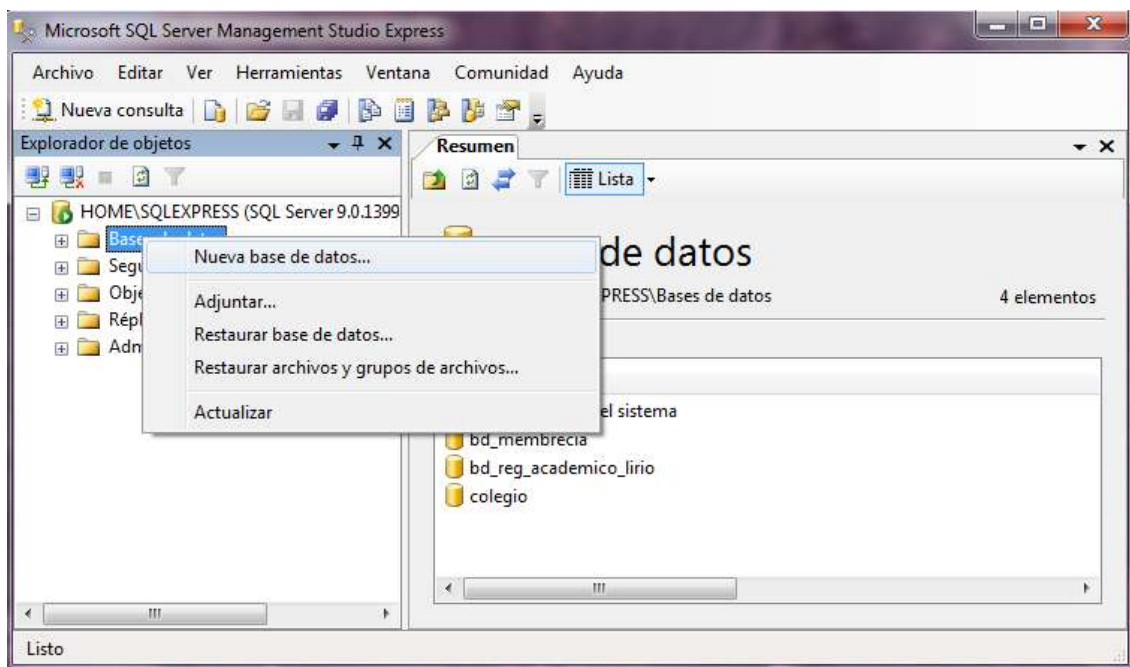 Microsoft SQL Server Management Studio Express
Archivo Editar Ver Herramientas Ventana Comunidad Ayuda
Nueva consulta
Explorador de objetos
HOME\SQLEXPRESS (SQL Server 9.0.1399
Nueva base de datos...
Adjuntar...
Restaurar base de datos...
Restaurar archivos y grupos de archivos...
Actualizar
Resumen
Lista
de datos
PRESS\Bases de datos 4 elementos
el sistema
bd_membrecia
bd_reg_academico_lirio
colegio
Listo